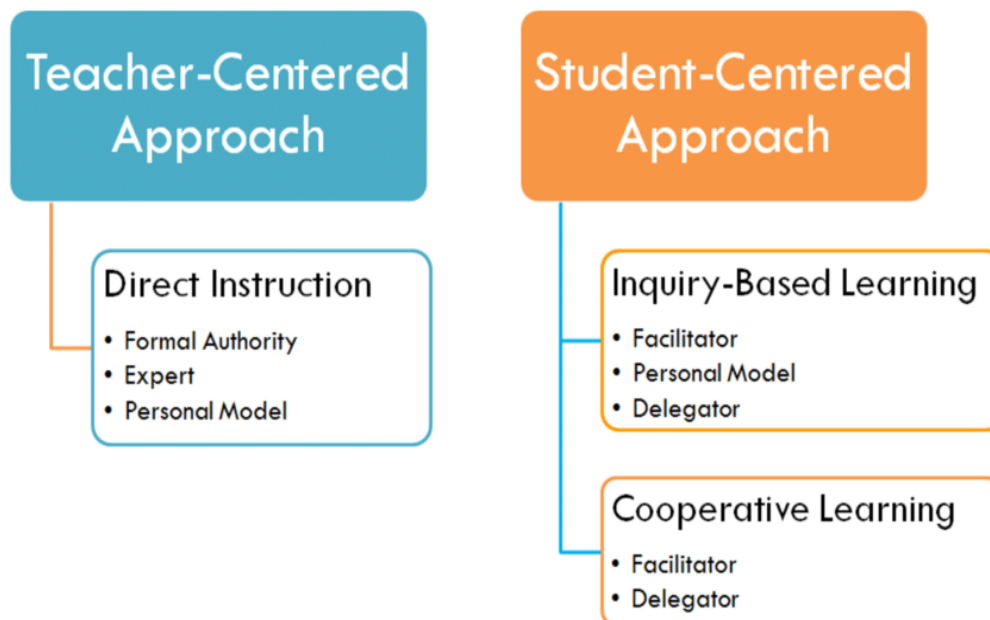 Teacher-Centered
Approach
Direct Instruction
• Formal Authority
• Expert
• Personal Model
Student-Centered
Approach
Inquiry-Based Learning
• Facilitator
• Personal Model
• Delegator
Cooperative Learning
• Facilitator
• Delegator